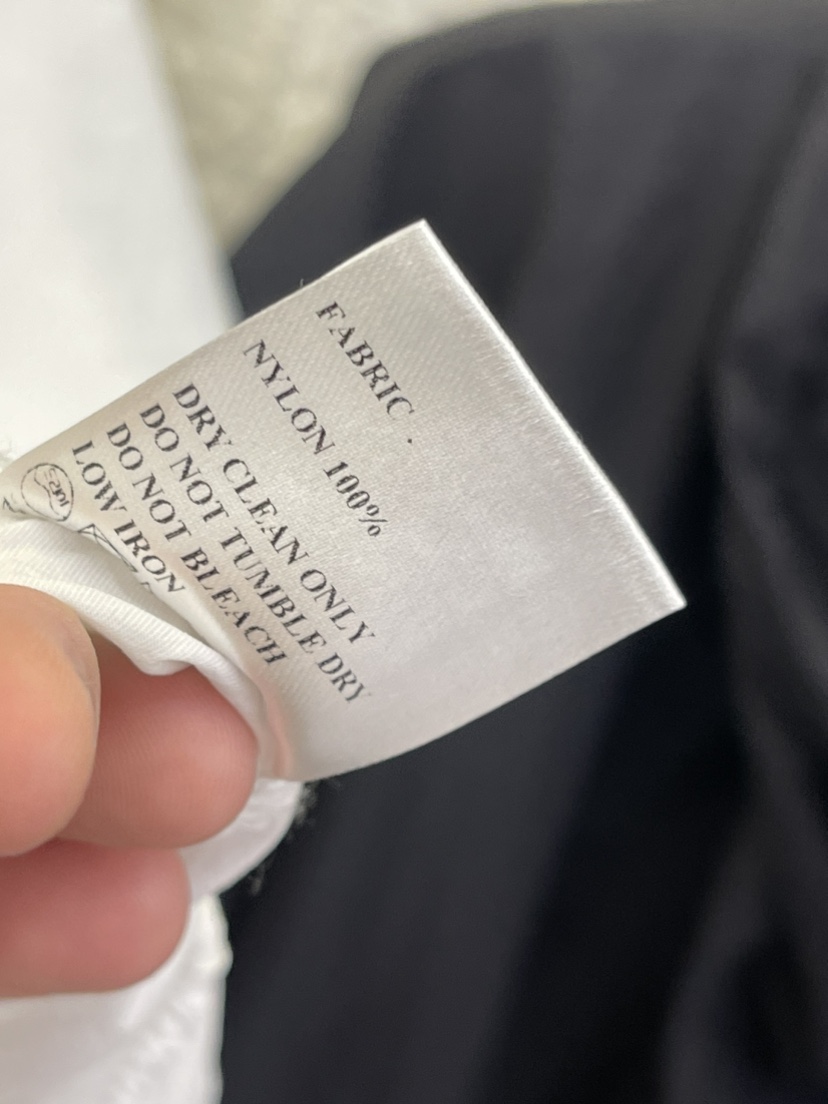 FABRIC .
NYLON 100%
DRY CLEAN ONLY
DO NOT TUMBLE DRY
DO NOT BLEACH
LOW IRON